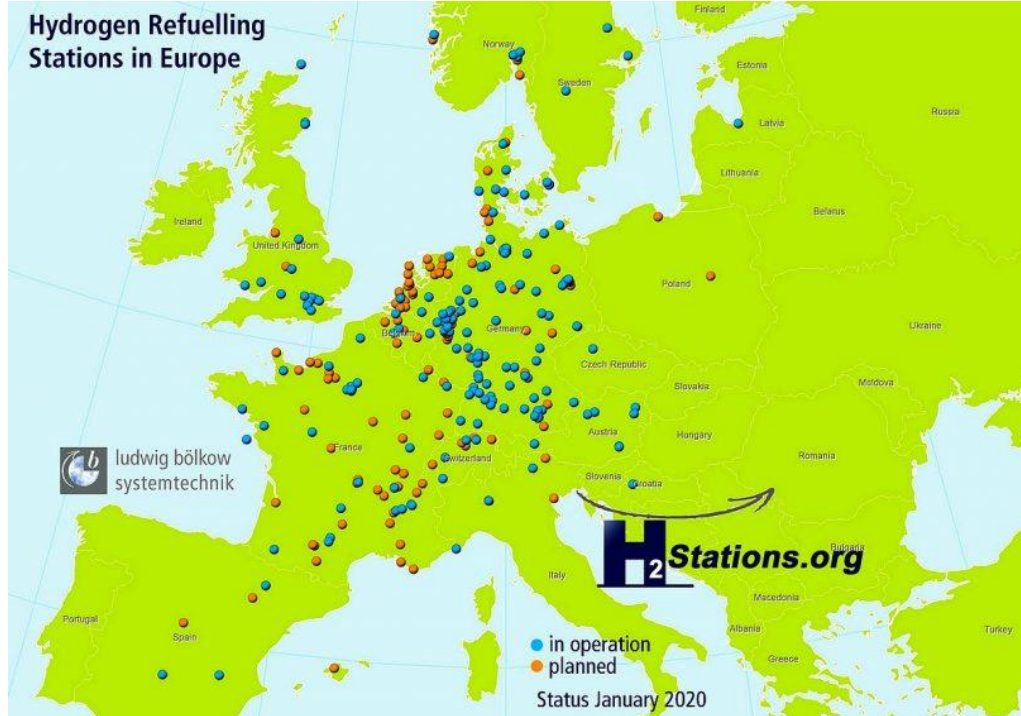 Hydrogen Refuelling
Stations in Europe
Finland
Norway
Sweden
Estonia
Russia
Latvia
Lithuania
Ireland
Belarus
United Kingdom
Poland
Germany
Belgium
Ukraine
Czech Republic
Slovakia
Moldova
Austria
Hungary
France
Switzerland
b
ludwig bölkow
systemtechnik
Romania
Slovenia
Croatia
H2Stations.org
Bulgaria
Italy
Macedonia
Portugal
Spain
Albania
Turkey
Greece
in operation
planned
Status January 2020